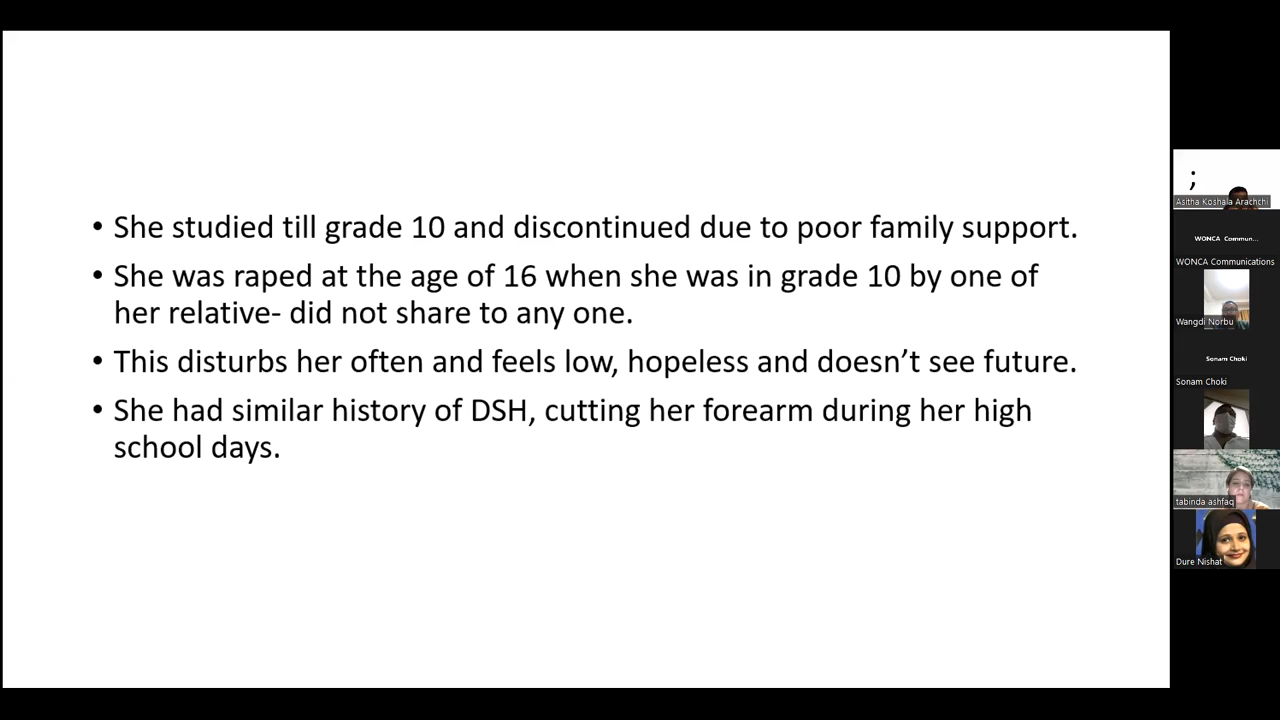 • She studied till grade 10 and discontinued due to poor family support.
• She was raped at the age of 16 when she was in grade 10 by one of
her relative- did not share to any one.
• This disturbs her often and feels low, hopeless and doesn’t see future.
• She had similar history of DSH, cutting her forearm during her high
school days.
;
Asitha Koshala Arachchi
WONCA Commun...
WONCA Communications
Wangdi Norbu
Sonam Choki
Sonam Choki
tabinda ashfaq
Dure Nishat